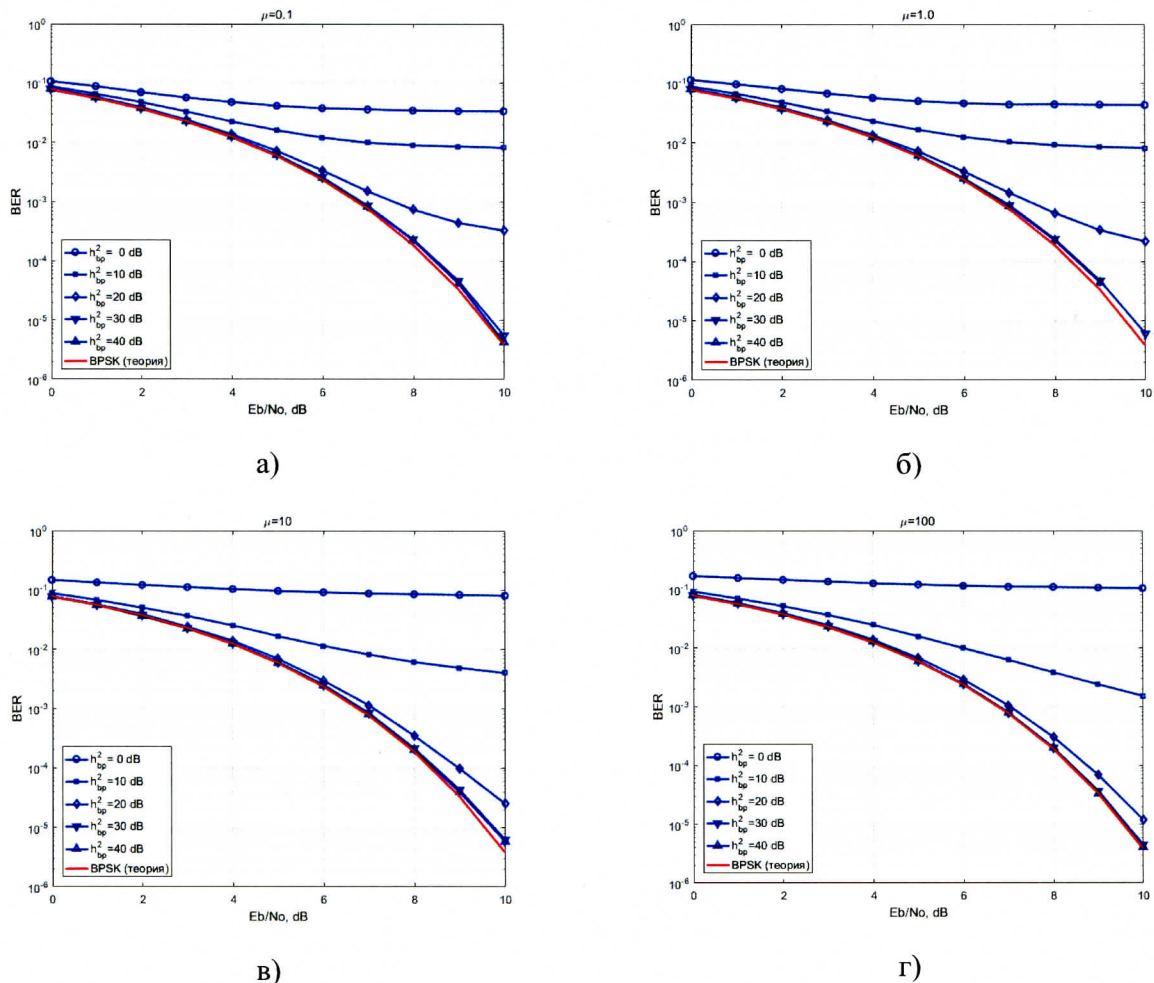 μ=0.1
10^0
10^-1
10^-2
10^-3
10^-4
10^-5
10^-6
BER
h²bp = 0 dB
h²bp =10 dB
h²bp =20 dB
h²bp =30 dB
h²bp =40 dB
BPSK (теория)
0 2 4 6 8 10
Eb/No, dB
а)
μ=1.0
10^0
10^-1
10^-2
10^-3
10^-4
10^-5
10^-6
BER
h²bp = 0 dB
h²bp =10 dB
h²bp =20 dB
h²bp =30 dB
h²bp =40 dB
BPSK (теория)
0 2 4 6 8 10
Eb/No, dB
б)
μ=10
10^0
10^-1
10^-2
10^-3
10^-4
10^-5
10^-6
BER
h²bp = 0 dB
h²bp =10 dB
h²bp =20 dB
h²bp =30 dB
h²bp =40 dB
BPSK (теория)
0 2 4 6 8 10
Eb/No, dB
в)
μ=100
10^0
10^-1
10^-2
10^-3
10^-4
10^-5
10^-6
BER
h²bp = 0 dB
h²bp =10 dB
h²bp =20 dB
h²bp =30 dB
h²bp =40 dB
BPSK (теория)
0 2 4 6 8 10
Eb/No, dB
г)